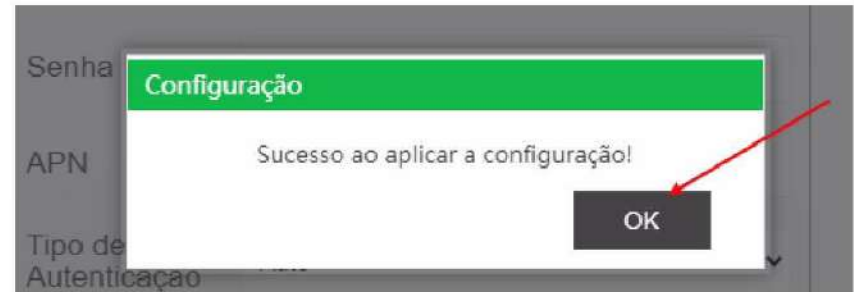 Senha
Configuração
Sucesso ao aplicar a configuração!
APN
OK
Tipo de
Autenticação